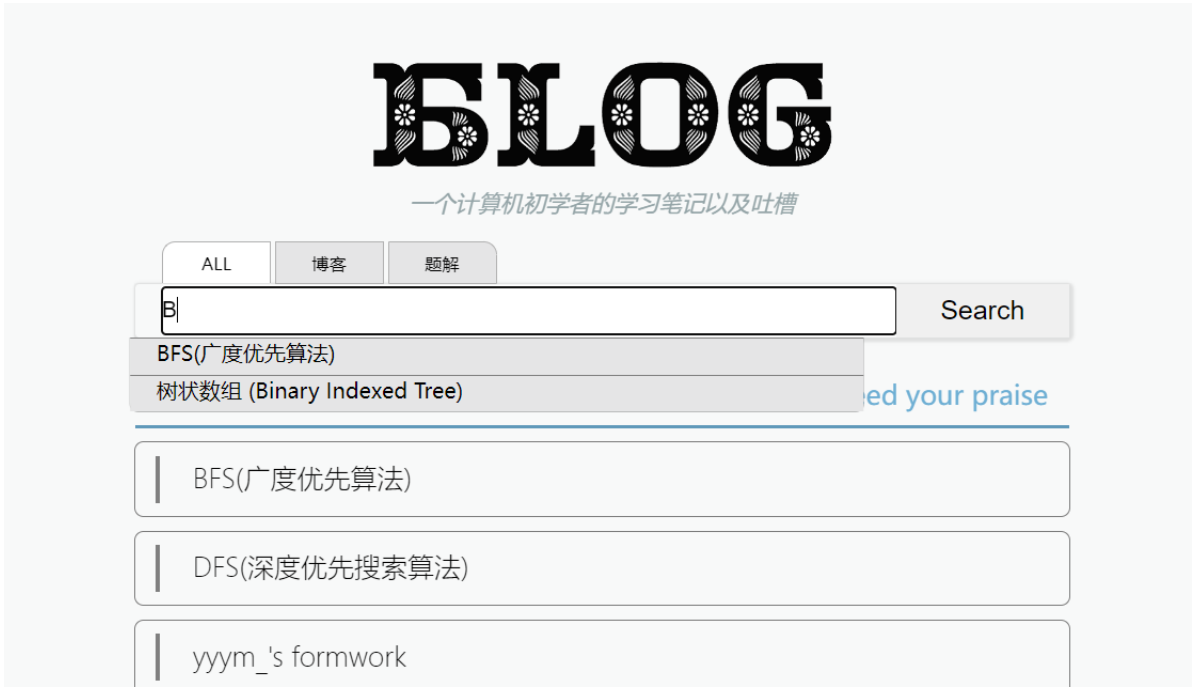 BLOG
一个计算机初学者的学习笔记以及吐槽
ALL 博客 题解
B Search
BFS(广度优先算法)
树状数组 (Binary Indexed Tree)
your praise
BFS(广度优先算法)
DFS(深度优先搜索算法)
yyym_'s formwork